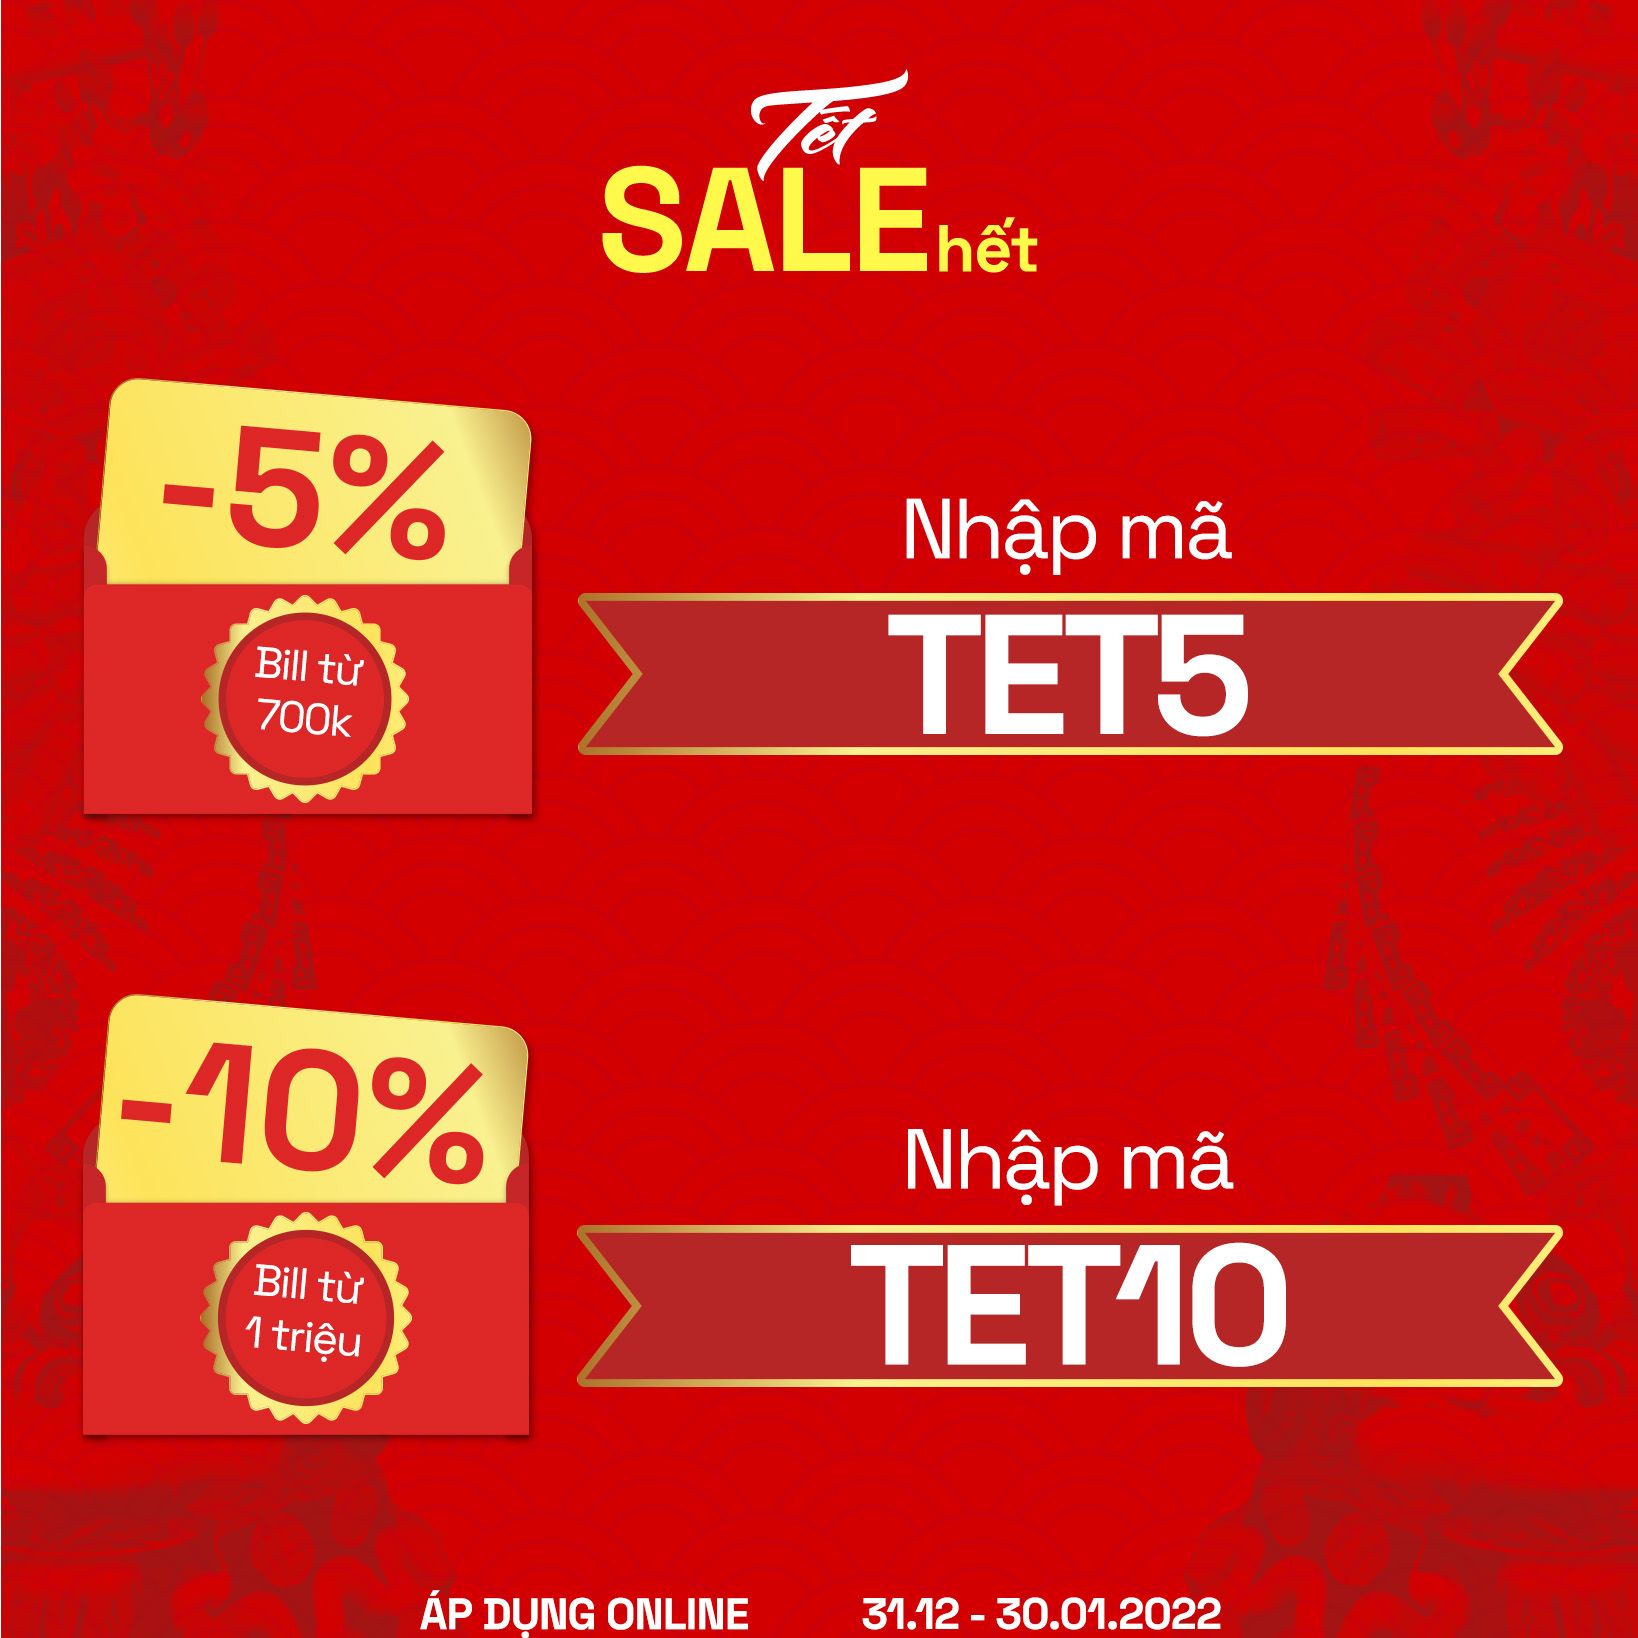 Tết
SALE hết
-5%
Bill từ
700k
Nhập mã
TET5
-10%
Bill từ
1 triệu
Nhập mã
TET10
ÁP DỤNG ONLINE 31.12 - 30.01.2022